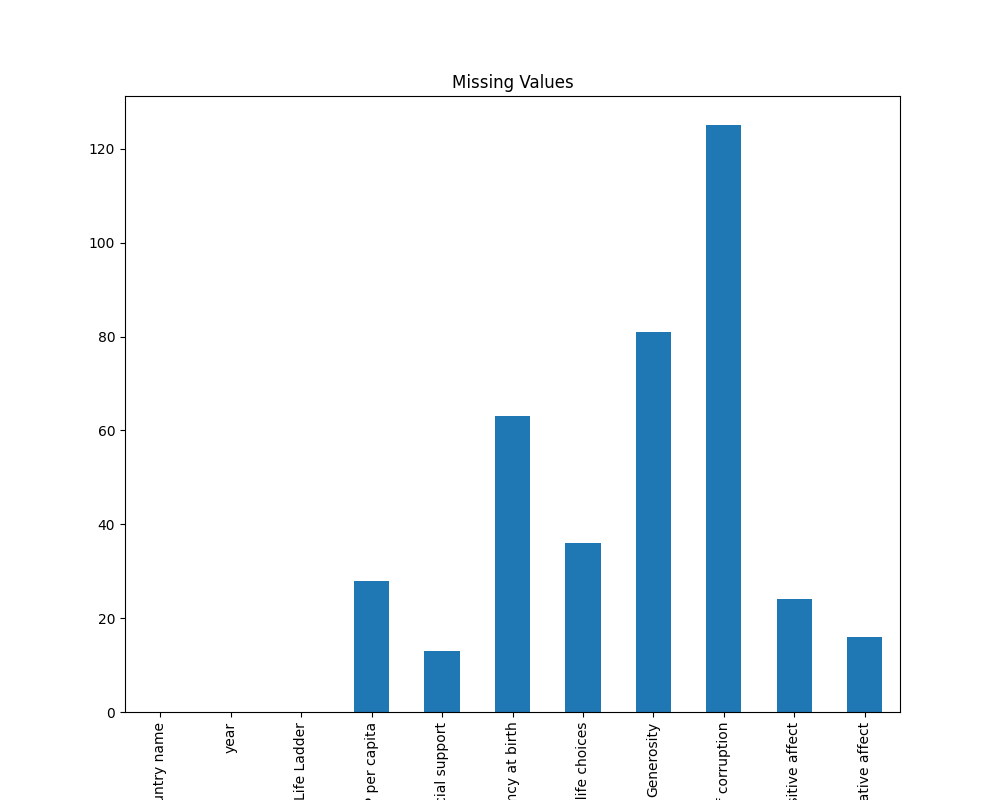 Missing Values
120
100
80
60
40
20
0
untry name
year
Life Ladder
P per capita
cial support
ncy at birth
life choices
Generosity
f corruption
sitive affect
ative affect